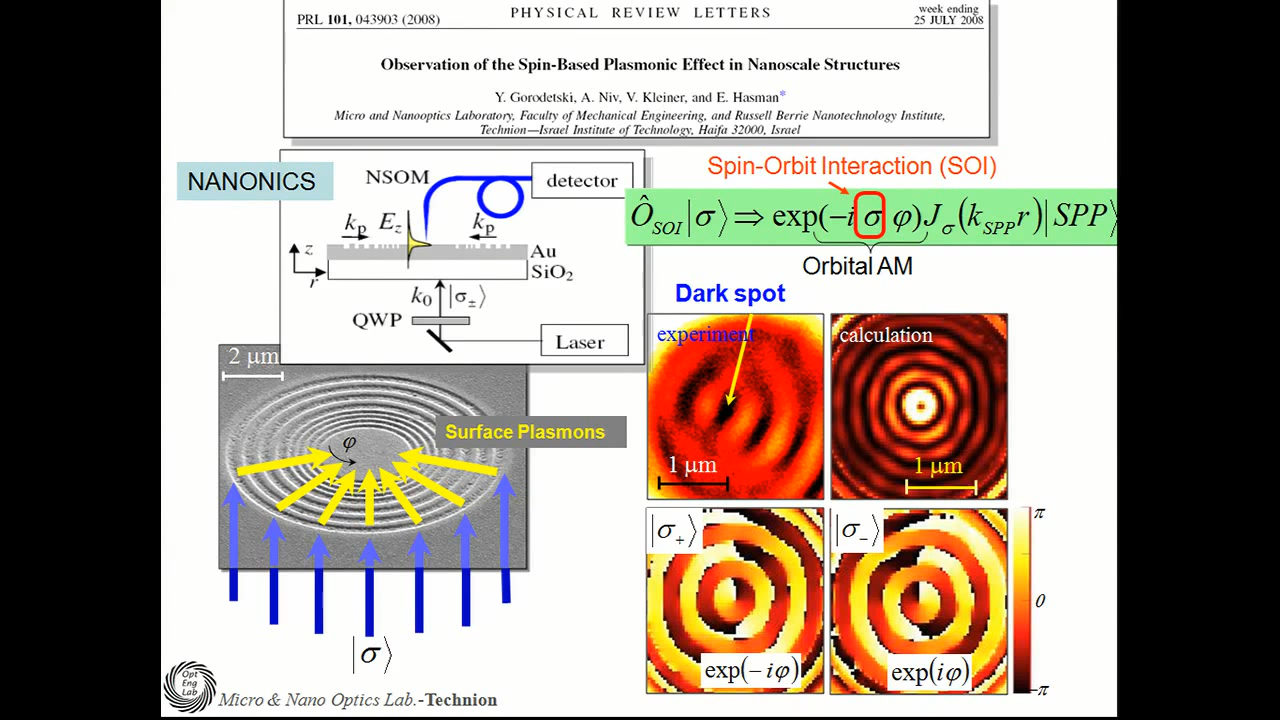 PRL 101, 043903 (2008)
PHYSICAL REVIEW LETTERS
week ending
25 JULY 2008
Observation of the Spin-Based Plasmonic Effect in Nanoscale Structures
Y. Gorodetski, A. Niv, V. Kleiner, and E. Hasman*
Micro and Nanooptics Laboratory, Faculty of Mechanical Engineering, and Russell Berrie Nanotechnology Institute,
Technion—Israel Institute of Technology, Haifa 32000, Israel
NANONICS
NSOM
detector
k_p E_z k_p
z
r
Au
SiO₂
k₀ |σ±⟩
QWP
Laser
Spin-Orbit Interaction (SOI)
Ô_SOI|σ⟩ ⇒ exp(−iσφ)J_σ(k_SPP r)|SPP⟩
Orbital AM
Dark spot
experiment
calculation
1 μm
1 μm
2 μm
Surface Plasmons
φ
|σ⟩
|σ₊⟩
|σ₋⟩
exp(−iφ)
exp(iφ)
π
0
−π
Opt
Eng
Lab
Micro & Nano Optics Lab.-Technion